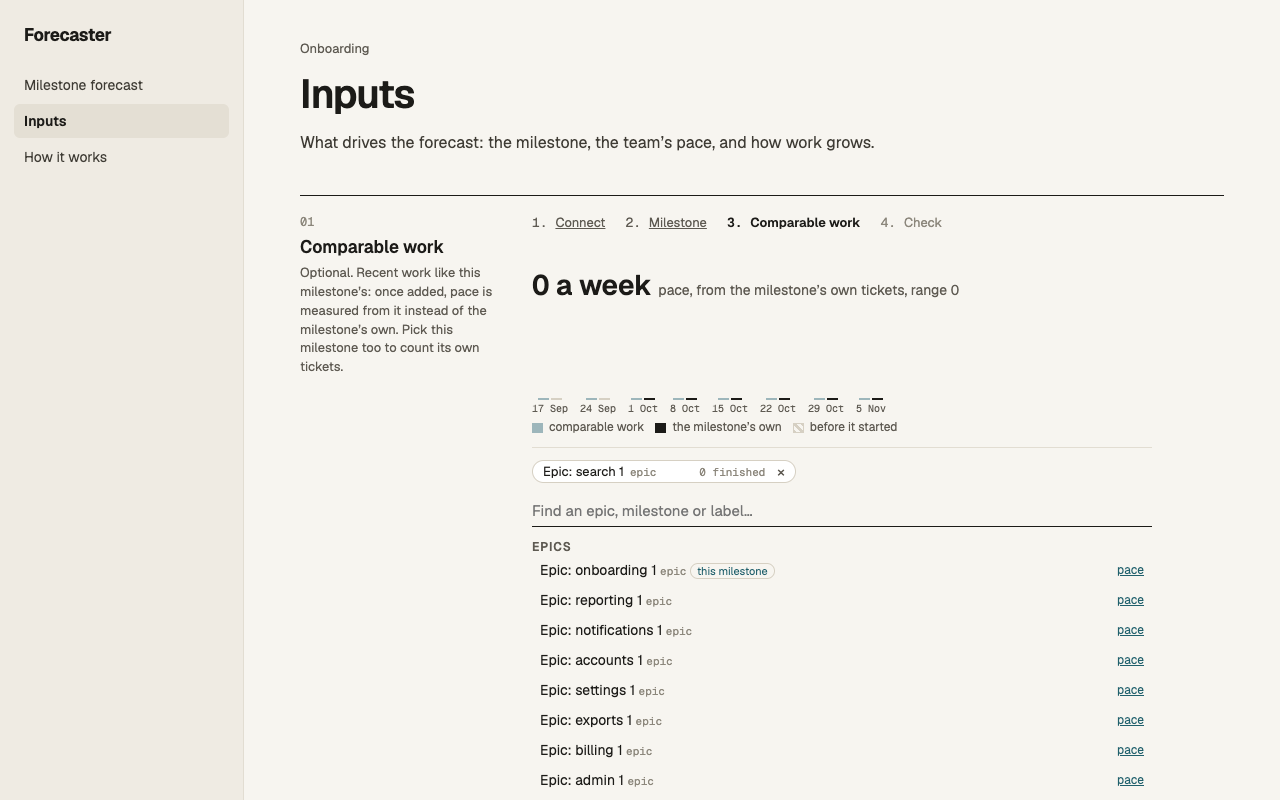 Forecaster
Milestone forecast
Inputs
How it works
Onboarding
Inputs
What drives the forecast: the milestone, the team’s pace, and how work grows.
01
Comparable work
Optional. Recent work like this
milestone’s: once added, pace is
measured from it instead of the
milestone’s own. Pick this
milestone too to count its own
tickets.
1. Connect 2. Milestone 3. Comparable work 4. Check
0 a week pace, from the milestone’s own tickets, range 0
17 Sep 24 Sep 1 Oct 8 Oct 15 Oct 22 Oct 29 Oct 5 Nov
comparable work the milestone’s own before it started
Epic: search 1 epic 0 finished ×
Find an epic, milestone or label…
EPICS
Epic: onboarding 1 epic this milestone pace
Epic: reporting 1 epic pace
Epic: notifications 1 epic pace
Epic: accounts 1 epic pace
Epic: settings 1 epic pace
Epic: exports 1 epic pace
Epic: billing 1 epic pace
Epic: admin 1 epic pace